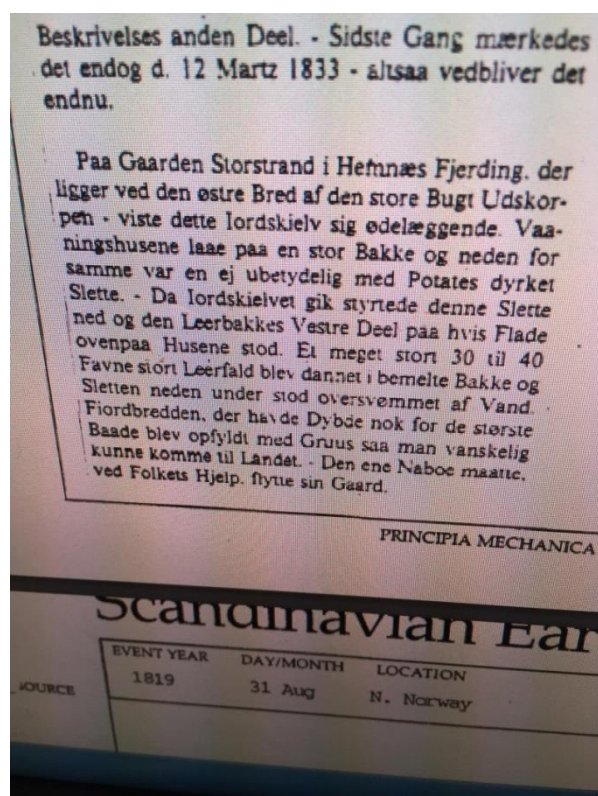 Beskrivelses anden Deel. - Sidste Gang mærkedes
det endog d. 12 Martz 1833 - altsaa vedbliver det
endnu.
Paa Gaarden Storstrand i Hemnæs Fjerding. der
ligger ved den østre Bred af den store Bugt Udskor-
pen - viste dette Iordskielv sig ødelæggende. Vaa-
ningshusene laae paa en stor Bakke og neden for
samme var en ej ubetydelig med Potates dyrket
Slette. - Da Iordskielvet gik styrtede denne Slette
ned og den Leerbakkes Vestre Deel paa hvis Flade
ovenpaa Husene stod. Et meget stort 30 til 40
Favne stort Leerfald blev dannet i bemelte Bakke og
Sletten neden under stod oversvømmet af Vand.
Fiordbredden, der havde Dybde nok for de største
Baade blev opfyldt med Gruus saa man vanskelig
kunne komme til Landet. - Den ene Naboe maatte,
ved Folkets Hjelp. flytte sin Gaard.
PRINCIPIA MECHANICA
Scandinavian Ear
EVENT YEAR DAY/MONTH LOCATION
SOURCE 1819 31 Aug N. Norway